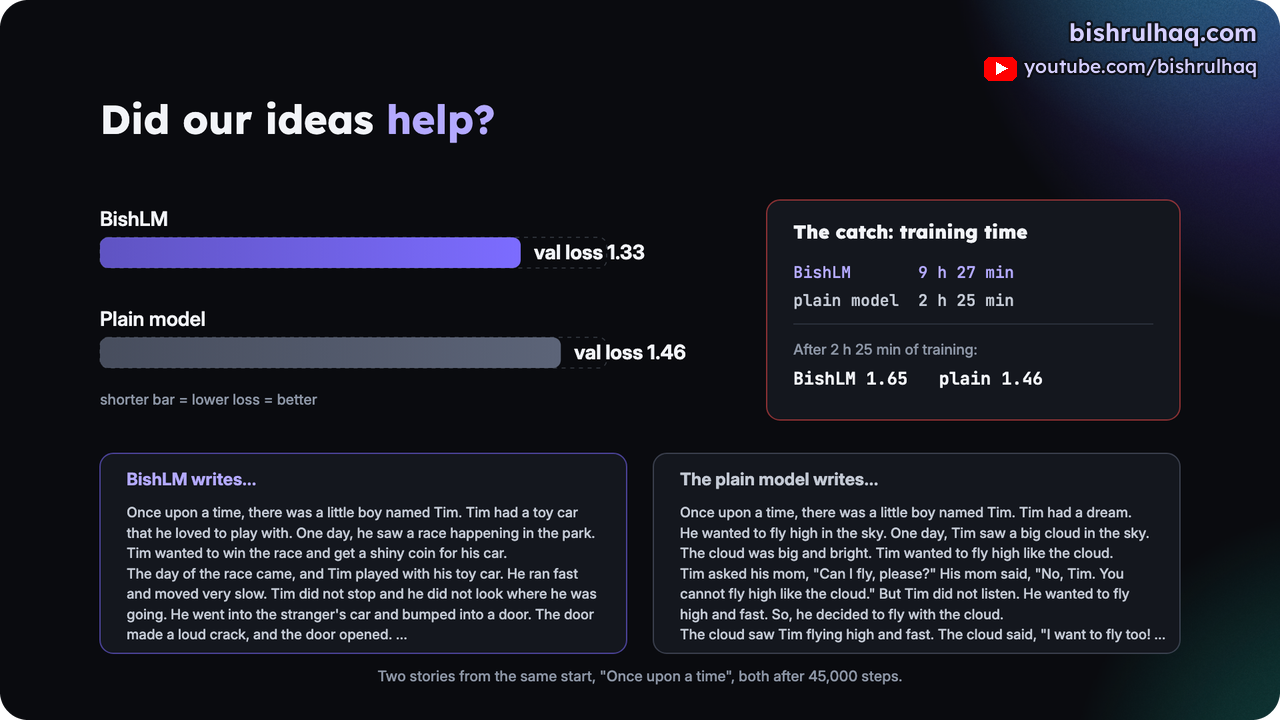 bishrulhaq.com
youtube.com/bishrulhaq
Did our ideas help?
BishLM
val loss 1.33
Plain model
val loss 1.46
shorter bar = lower loss = better
The catch: training time
BishLM 9 h 27 min
plain model 2 h 25 min
After 2 h 25 min of training:
BishLM 1.65 plain 1.46
BishLM writes...
Once upon a time, there was a little boy named Tim. Tim had a toy car
that he loved to play with. One day, he saw a race happening in the park.
Tim wanted to win the race and get a shiny coin for his car.
The day of the race came, and Tim played with his toy car. He ran fast
and moved very slow. Tim did not stop and he did not look where he was
going. He went into the stranger's car and bumped into a door. The door
made a loud crack, and the door opened. ...
The plain model writes...
Once upon a time, there was a little boy named Tim. Tim had a dream.
He wanted to fly high in the sky. One day, Tim saw a big cloud in the sky.
The cloud was big and bright. Tim wanted to fly high like the cloud.
Tim asked his mom, "Can I fly, please?" His mom said, "No, Tim. You
cannot fly high like the cloud." But Tim did not listen. He wanted to fly
high and fast. So, he decided to fly with the cloud.
The cloud saw Tim flying high and fast. The cloud said, "I want to fly too! ...
Two stories from the same start, "Once upon a time", both after 45,000 steps.